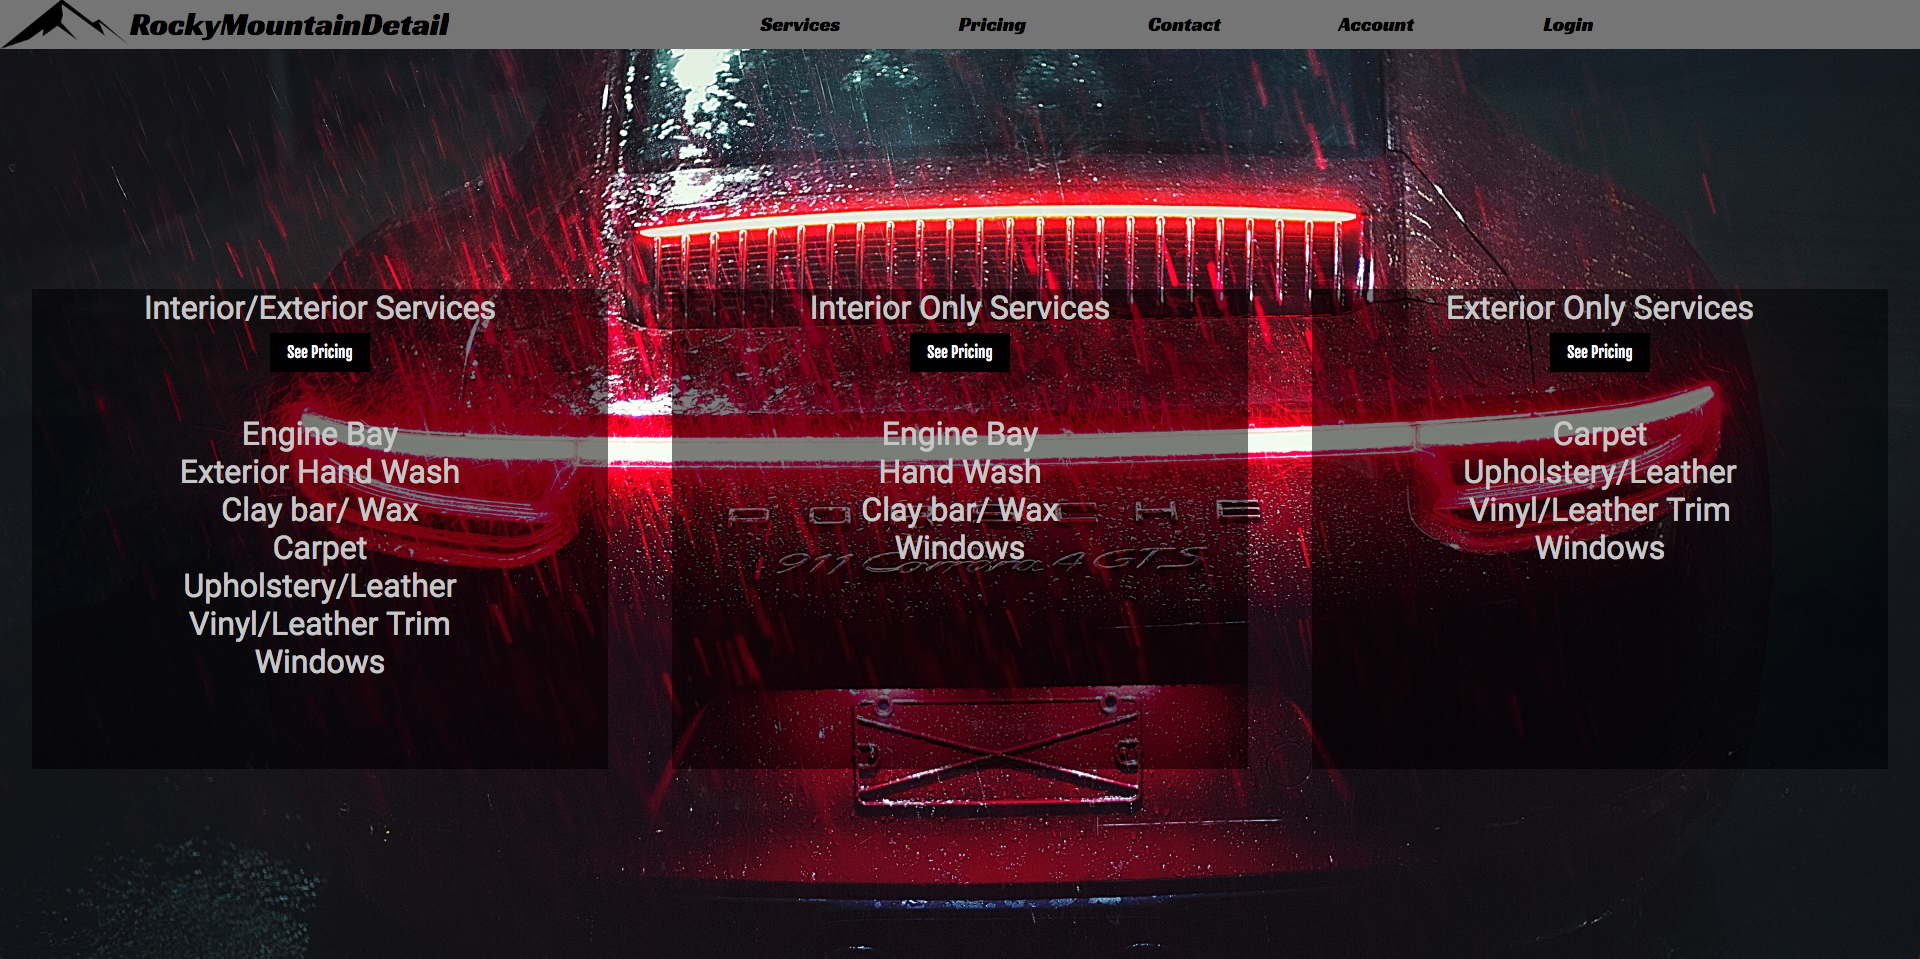 RocksyMountainDetail
Services
Pricing
Contact
Account
Login
Interior/Exterior Services
See Pricing
Engine Bay
Exterior Hand Wash
Clay bar/ Wax
Carpet
Upholstery/Leather
Vinyl/Leather Trim
Windows
Interior Only Services
See Pricing
Engine Bay
Hand Wash
Clay bar/ Wax
Windows
PORSCHE
911 Carrera 4 GTS
Exterior Only Services
See Pricing
Carpet
Upholstery/Leather
Vinyl/Leather Trim
Windows